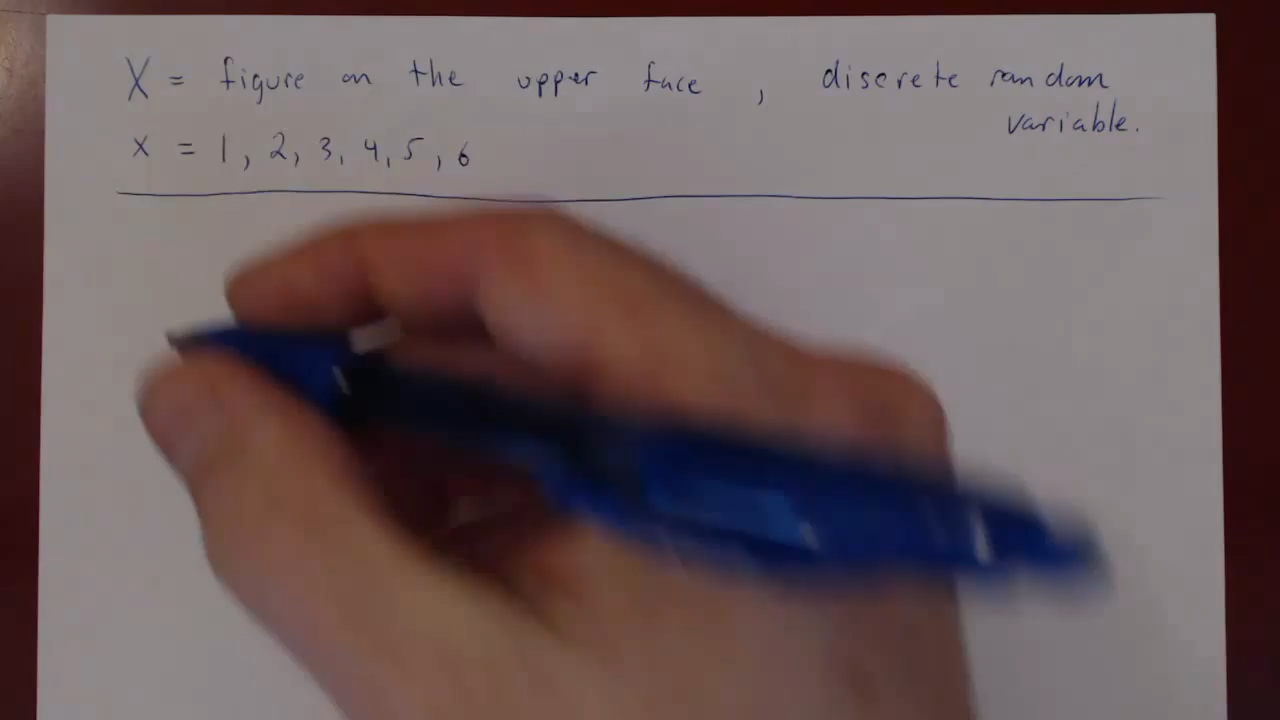 X = figure on the upper face , discrete random
variable.
x = 1, 2, 3, 4, 5, 6